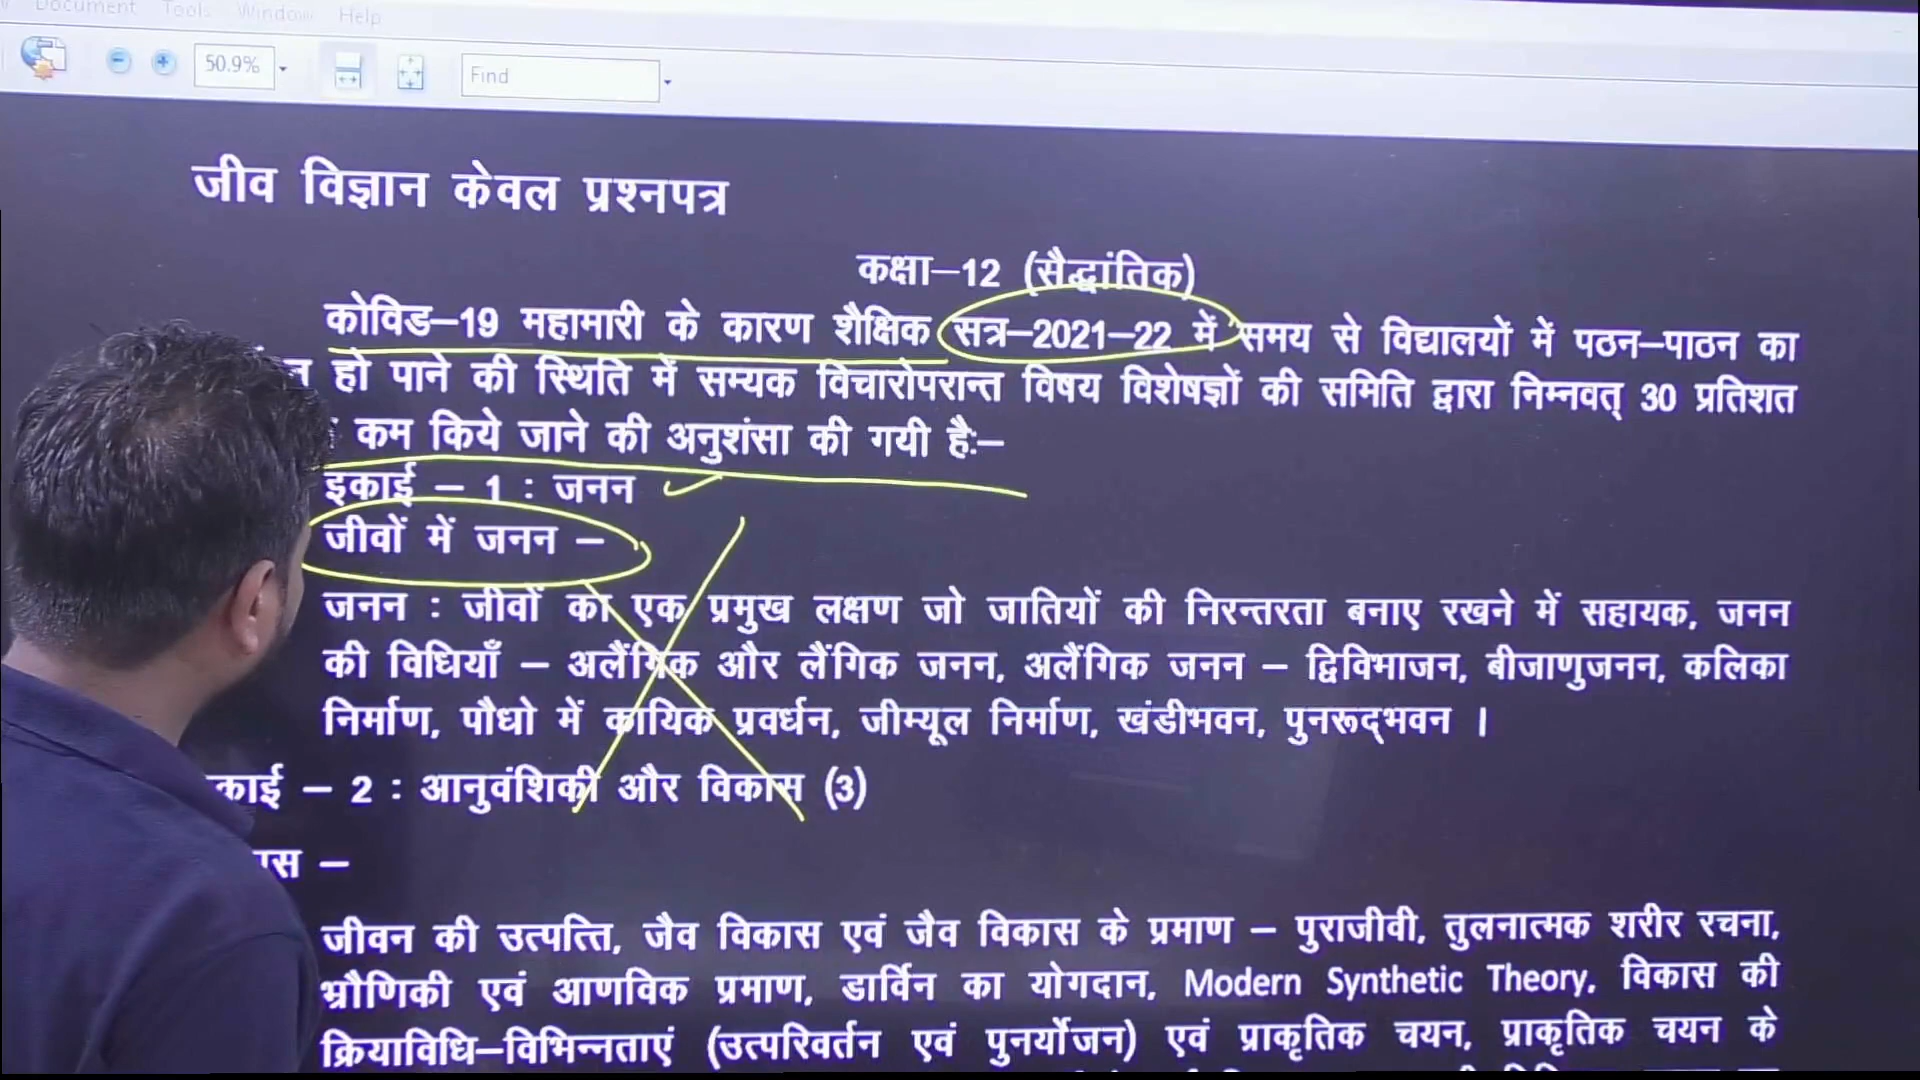 Document Tools Window Help
50.9% Find
जीव विज्ञान केवल प्रश्नपत्र
कक्षा–12 (सैद्धांतिक)
कोविड–19 महामारी के कारण शैक्षिक सत्र–2021–22 में समय से विद्यालयों में पठन–पाठन का
हो पाने की स्थिति में सम्यक विचारोपरान्त विषय विशेषज्ञों की समिति द्वारा निम्नवत् 30 प्रतिशत
कम किये जाने की अनुशंसा की गयी है:–
इकाई – 1 : जनन
जीवों में जनन –
जनन : जीवों का एक प्रमुख लक्षण जो जातियों की निरन्तरता बनाए रखने में सहायक, जनन
की विधियाँ – अलैंगिक और लैंगिक जनन, अलैंगिक जनन – द्विविभाजन, बीजाणुजनन, कलिका
निर्माण, पौधो में कायिक प्रवर्धन, जीम्यूल निर्माण, खंडीभवन, पुनरूद्भवन ।
– 2 : आनुवंशिकी और विकास (3)
–
जीवन की उत्पत्ति, जैव विकास एवं जैव विकास के प्रमाण – पुराजीवी, तुलनात्मक शरीर रचना,
भ्रौणिकी एवं आणविक प्रमाण, डार्विन का योगदान, Modern Synthetic Theory, विकास की
क्रियाविधि–विभिन्नताएं (उत्परिवर्तन एवं पुनर्योजन) एवं प्राकृतिक चयन, प्राकृतिक चयन के